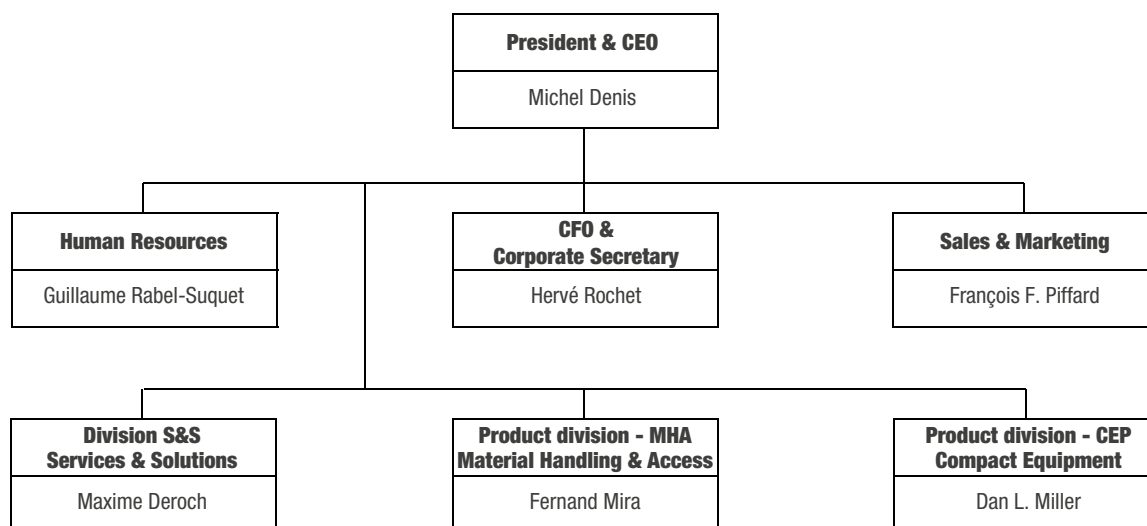 President & CEO
Michel Denis
Human Resources
Guillaume Rabel-Suquet
CFO &
Corporate Secretary
Hervé Rochet
Sales & Marketing
François F. Piffard
Division S&S
Services & Solutions
Maxime Deroch
Product division - MHA
Material Handling & Access
Fernand Mira
Product division - CEP
Compact Equipment
Dan L. Miller